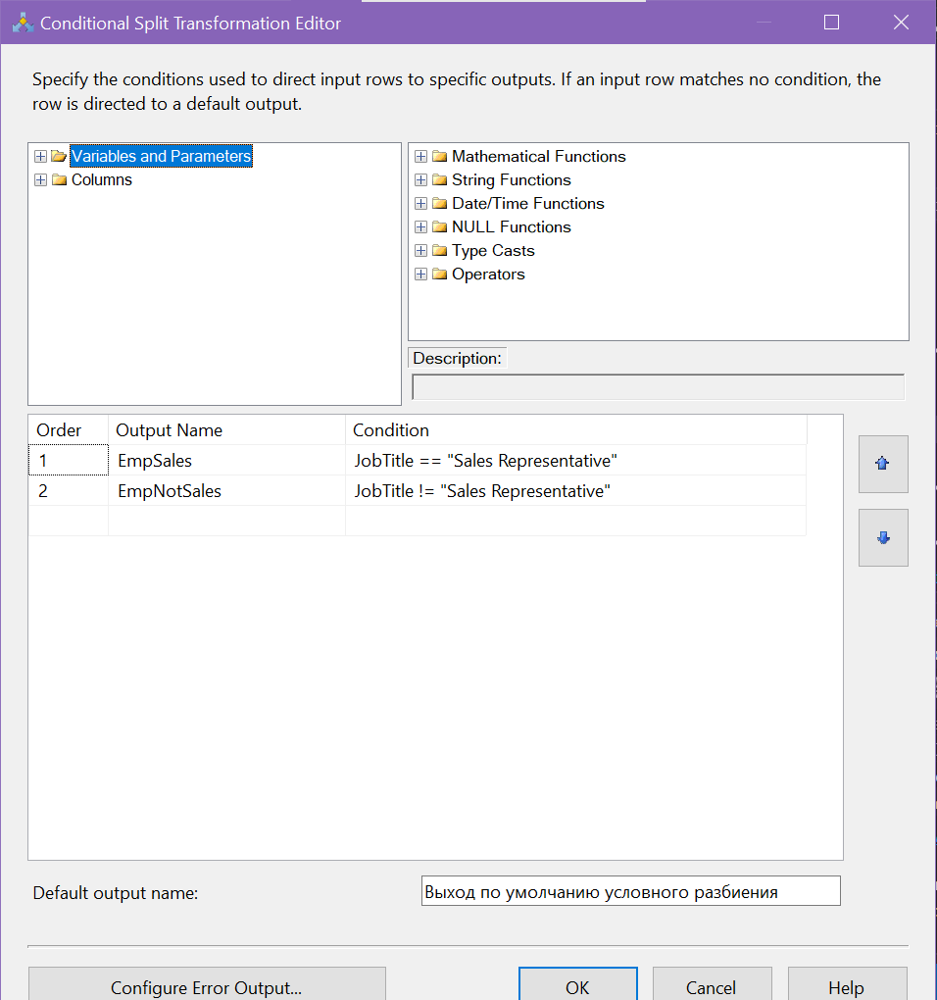 Conditional Split Transformation Editor
Specify the conditions used to direct input rows to specific outputs. If an input row matches no condition, the
row is directed to a default output.
Variables and Parameters
Columns
Mathematical Functions
String Functions
Date/Time Functions
NULL Functions
Type Casts
Operators
Description:
Order Output Name Condition
1 EmpSales JobTitle == "Sales Representative"
2 EmpNotSales JobTitle != "Sales Representative"
Default output name: Выход по умолчанию условного разбиения
Configure Error Output... OK Cancel Help